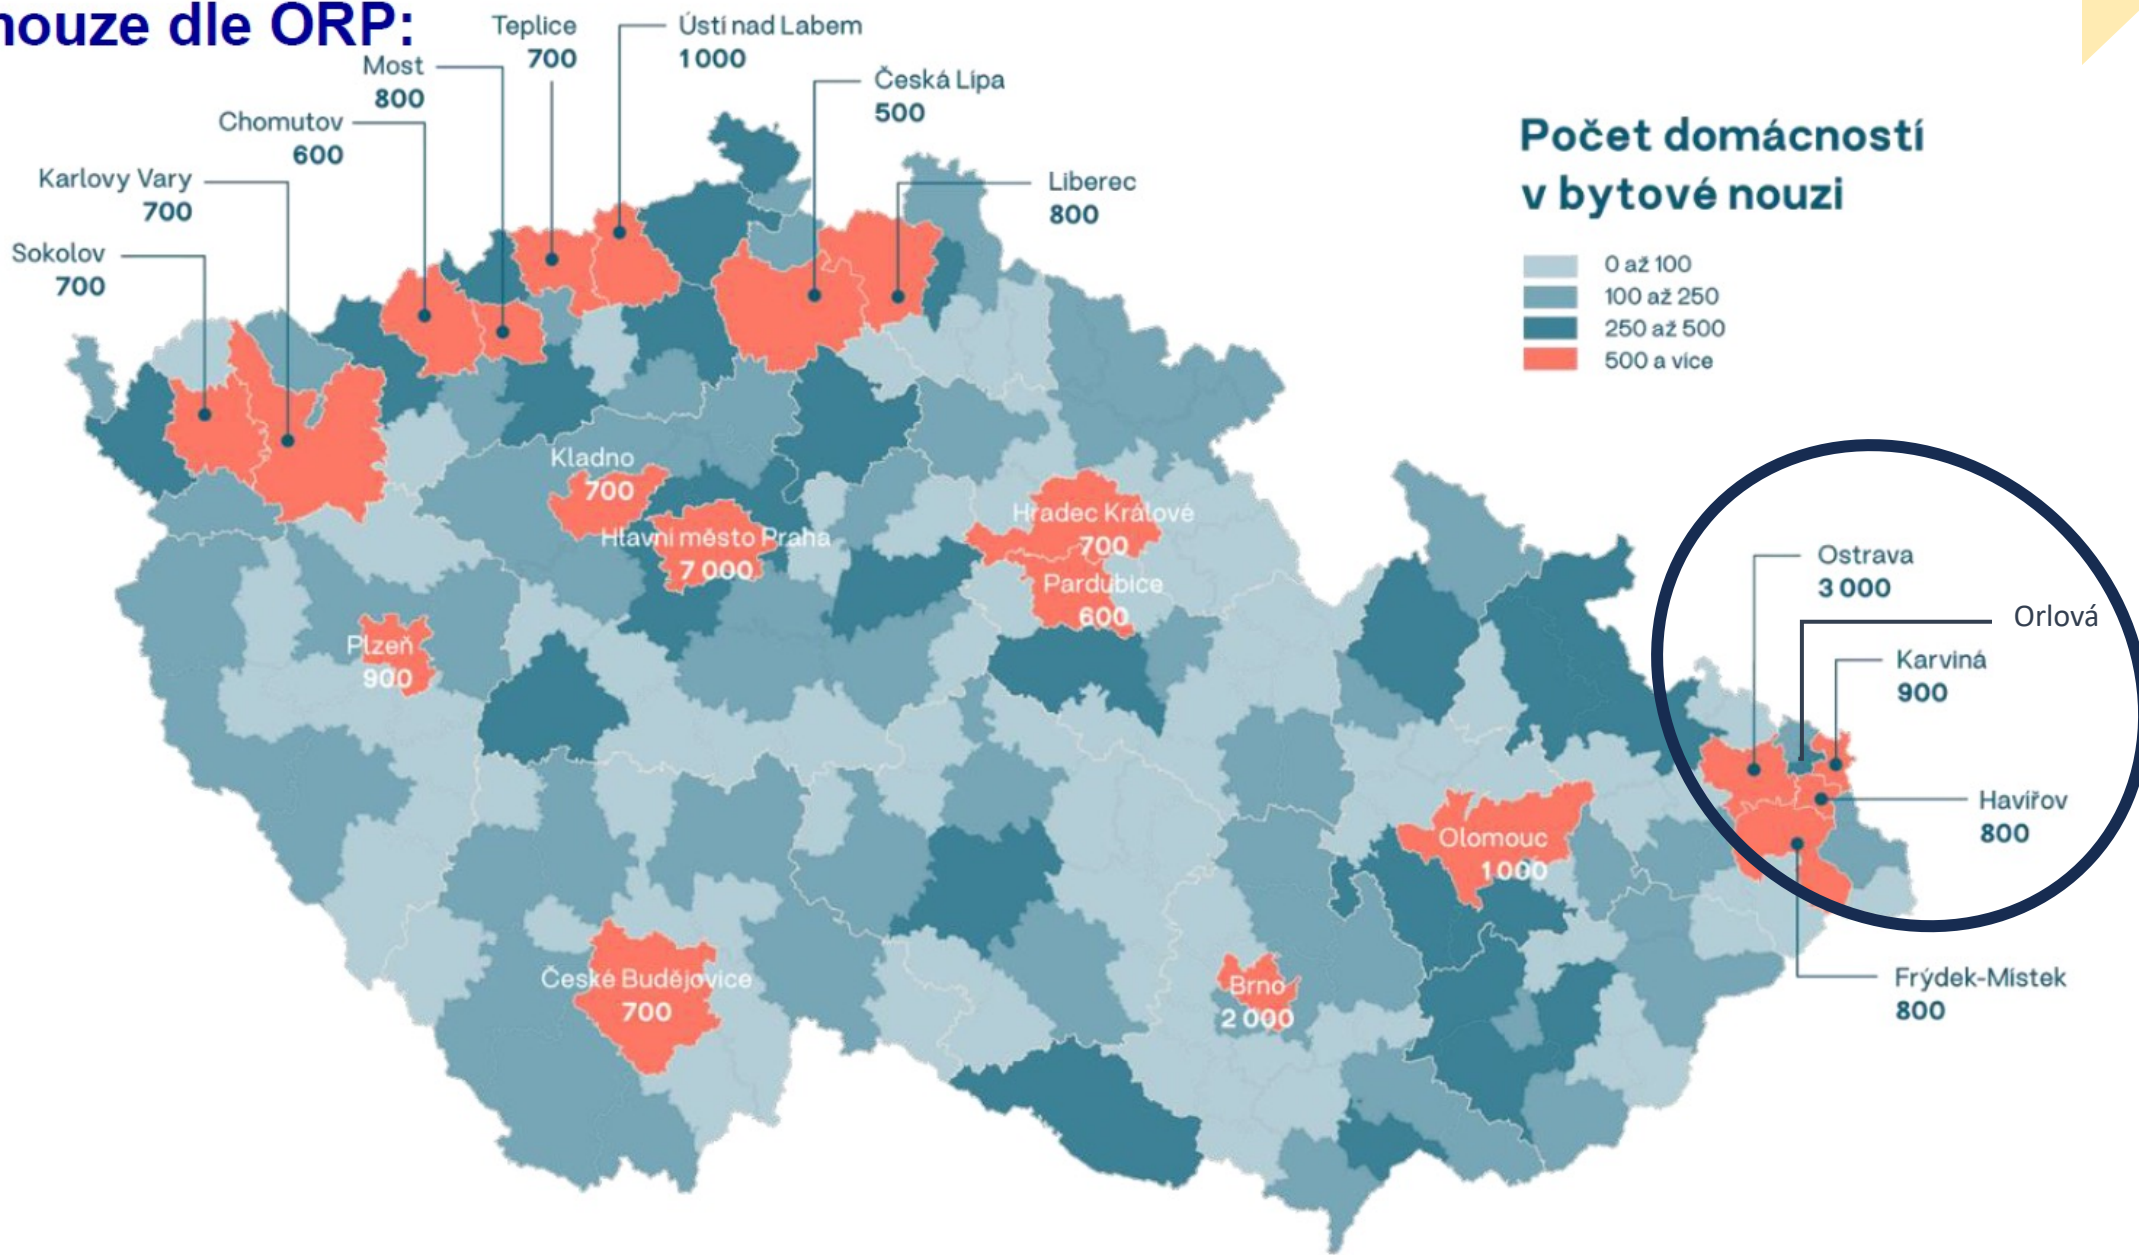 nouze dle ORP:
Teplice
700
Ústí nad Labem
1 000
Most
800
Česká Lípa
500
Chomutov
600
Karlovy Vary
700
Liberec
800
Sokolov
700
Počet domácností
v bytové nouzi
0 až 100
100 až 250
250 až 500
500 a více
Kladno
700
Hlavní město Praha
7 000
Hradec Králové
700
Pardubice
600
Plzeň
900
Ostrava
3 000
Orlová
Karviná
900
Havířov
800
Olomouc
1 000
České Budějovice
700
Brno
2 000
Frýdek-Místek
800